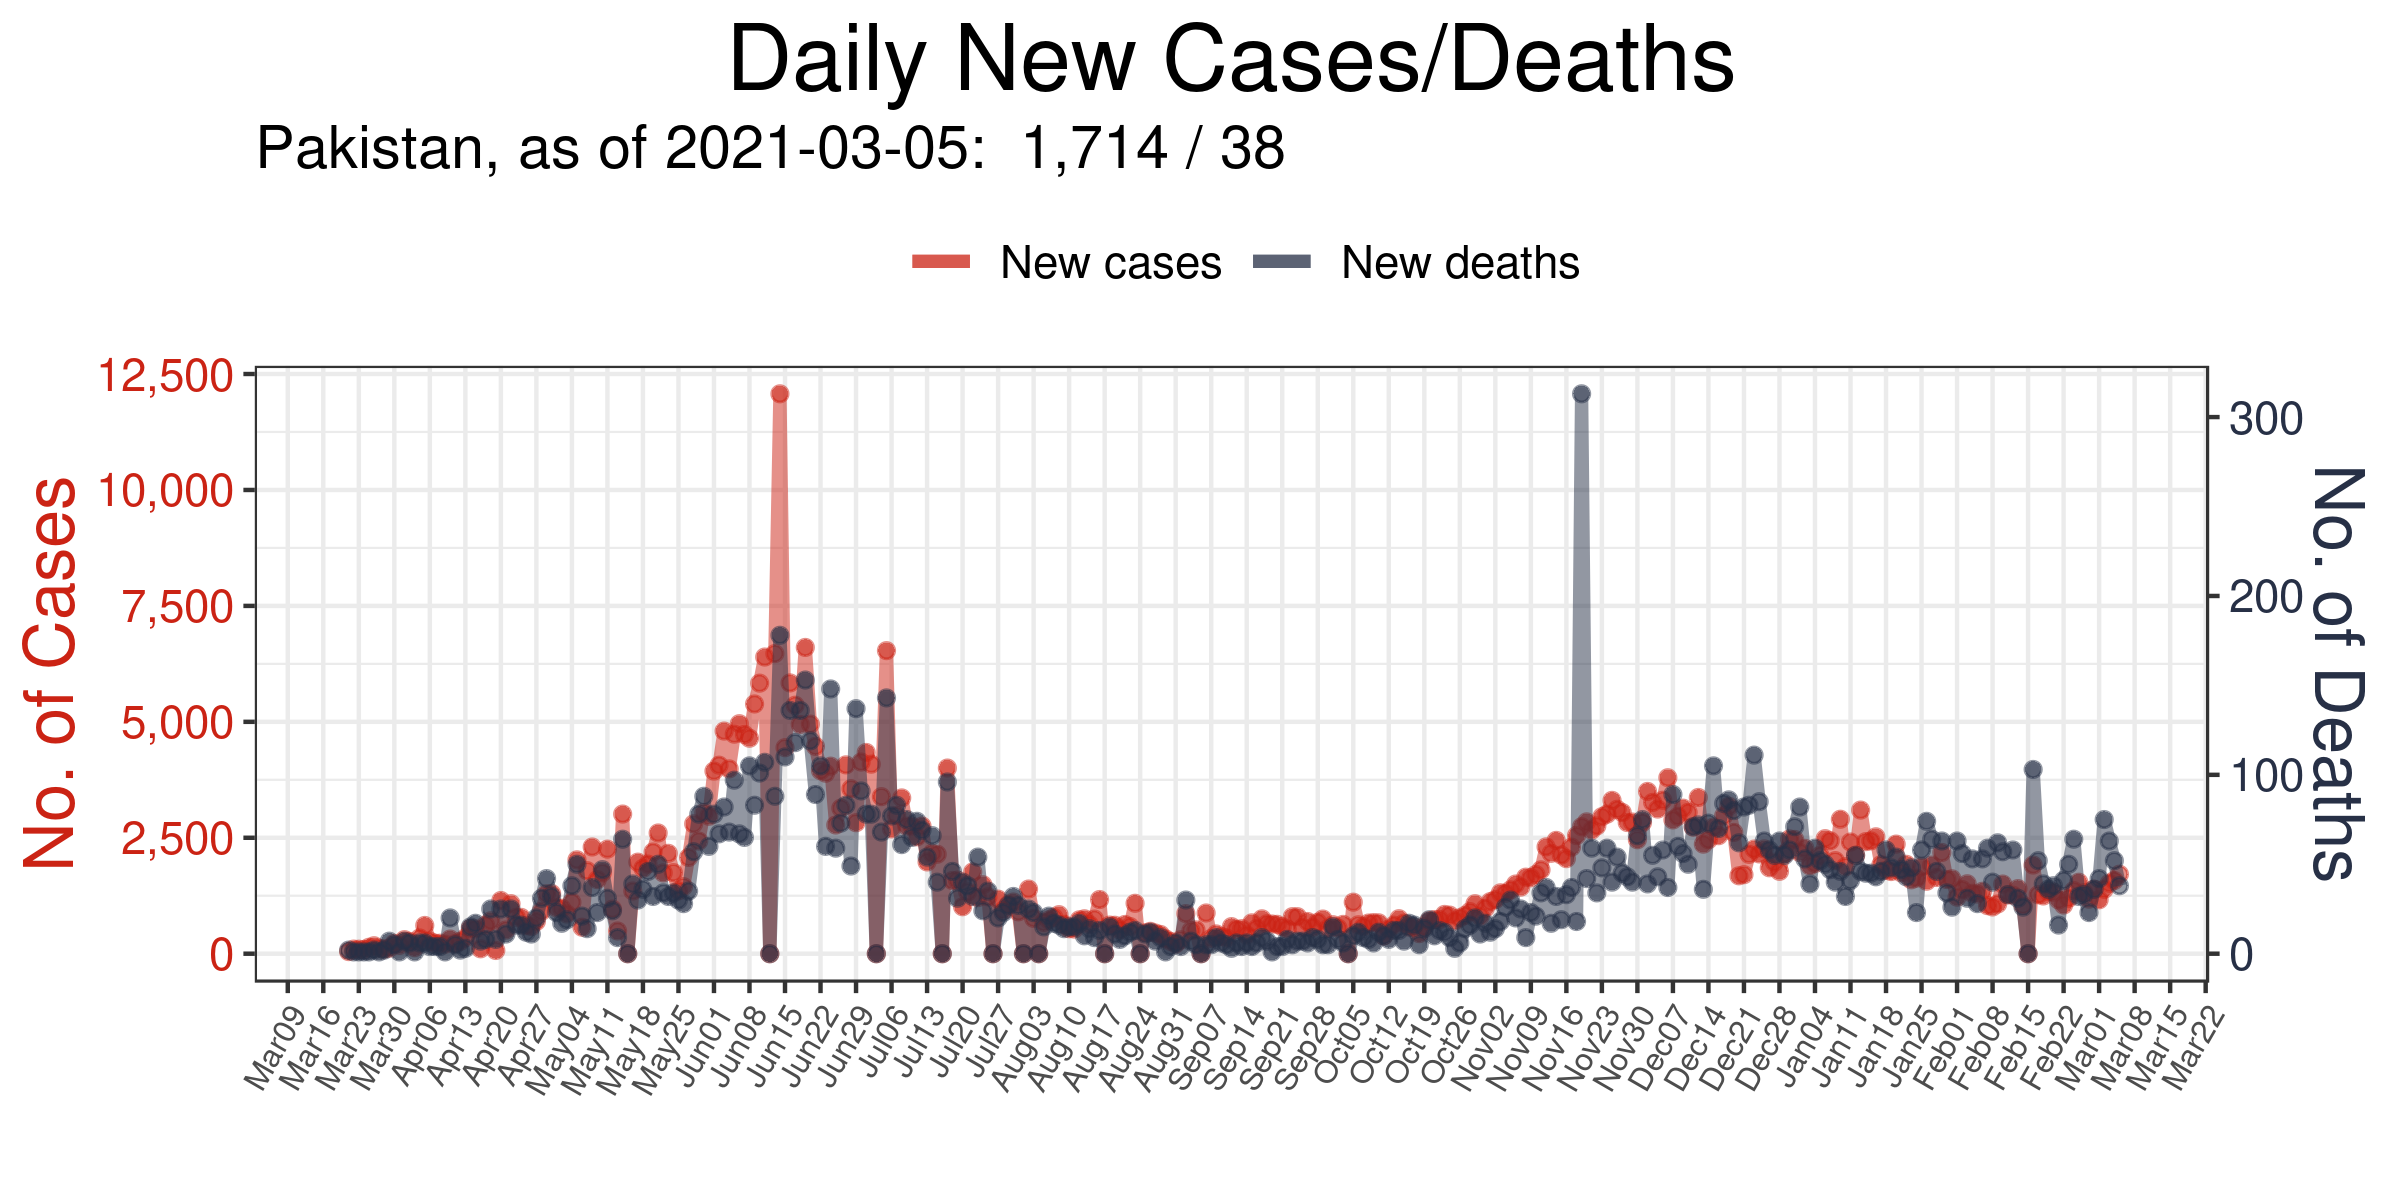 Daily New Cases/Deaths
Pakistan, as of 2021-03-05:  1,714 / 38
New cases
New deaths
No. of Cases
12,500
10,000
7,500
5,000
2,500
0
300
200
100
0
No. of Deaths
Mar09
Mar16
Mar23
Mar30
Apr06
Apr13
Apr20
Apr27
May04
May11
May18
May25
Jun01
Jun08
Jun15
Jun22
Jun29
Jul06
Jul13
Jul20
Jul27
Aug03
Aug10
Aug17
Aug24
Aug31
Sep07
Sep14
Sep21
Sep28
Oct05
Oct12
Oct19
Oct26
Nov02
Nov09
Nov16
Nov23
Nov30
Dec07
Dec14
Dec21
Dec28
Jan04
Jan11
Jan18
Jan25
Feb01
Feb08
Feb15
Feb22
Mar01
Mar08
Mar15
Mar22